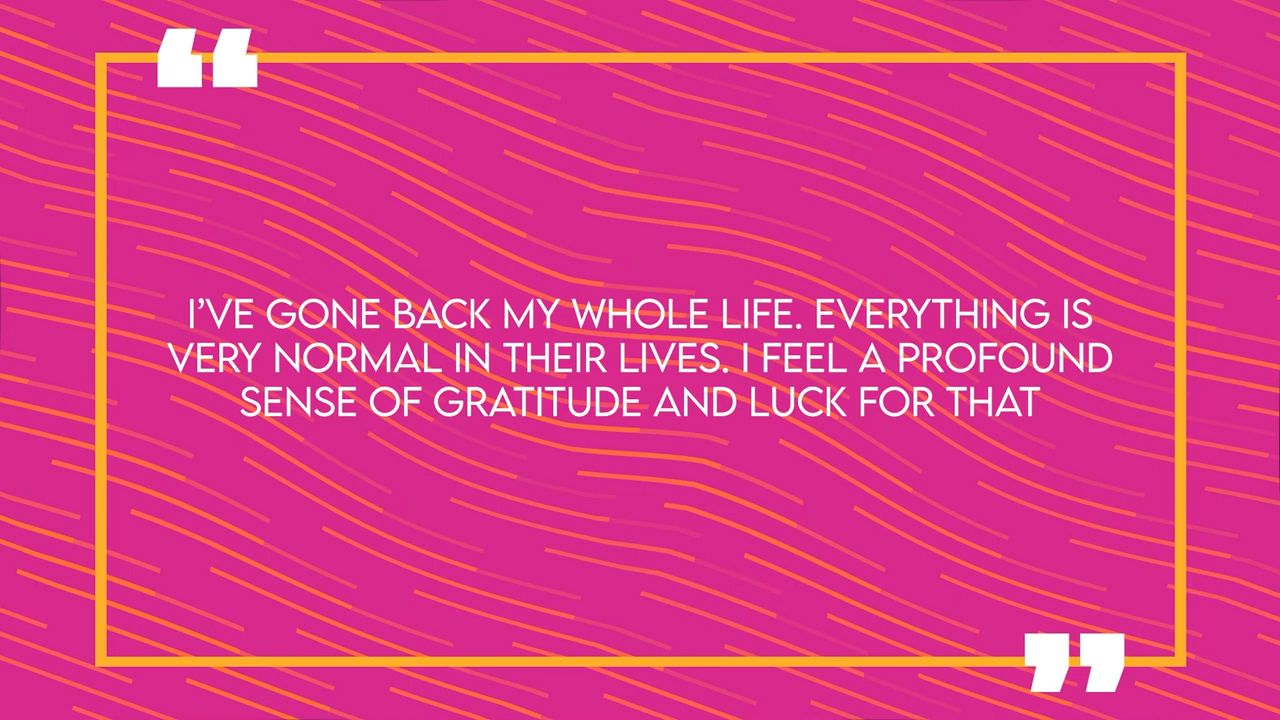 I’VE GONE BACK MY WHOLE LIFE. EVERYTHING IS
VERY NORMAL IN THEIR LIVES. I FEEL A PROFOUND
SENSE OF GRATITUDE AND LUCK FOR THAT